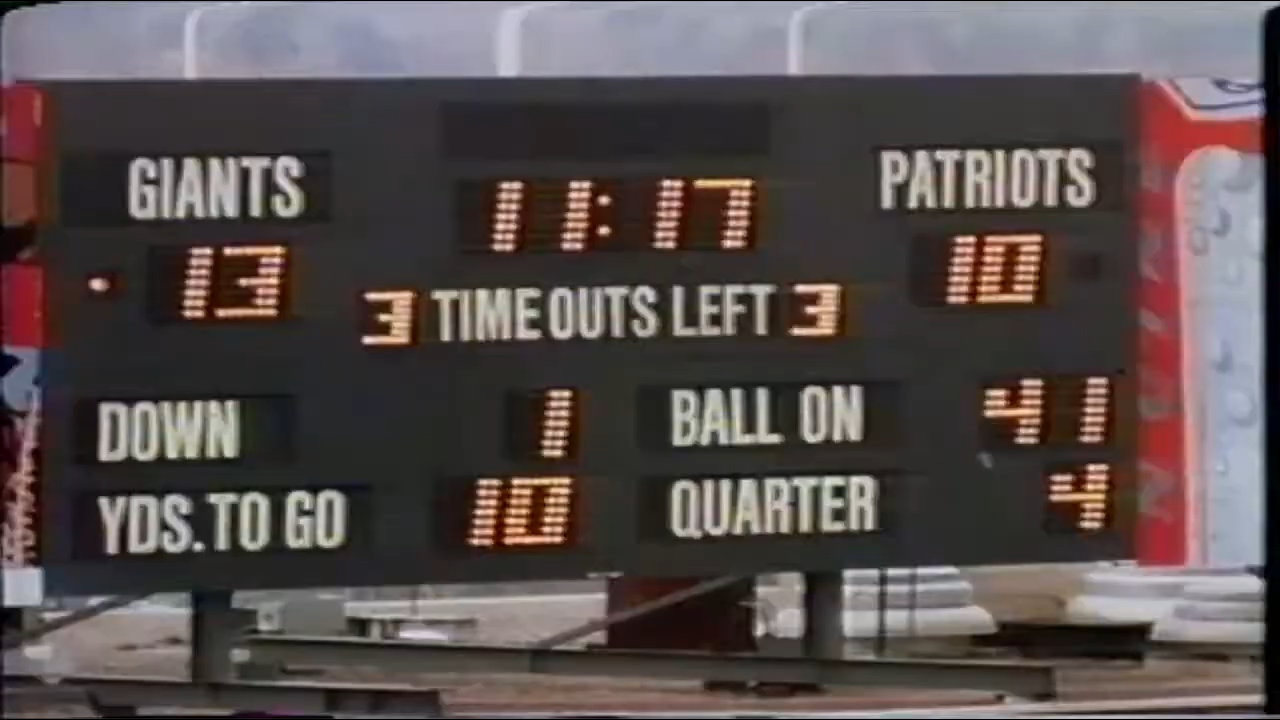 GIANTS 11:17 PATRIOTS
13 10
3 TIME OUTS LEFT 3
DOWN 1 BALL ON 41
YDS. TO GO 10 QUARTER 4